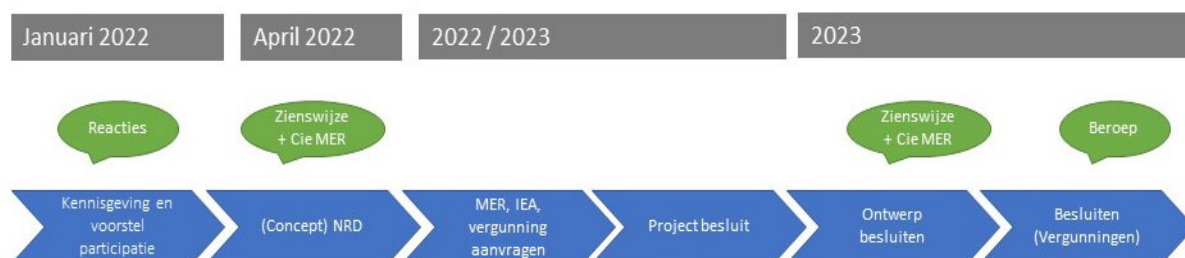 Januari 2022
April 2022
2022 / 2023
2023
Reacties
Zienswijze
+ Cie MER
Zienswijze
+ Cie MER
Beroep
Kennisgeving en
voorstel
participatie
(Concept) NRD
MER, IEA,
vergunning
aanvragen
Project besluit
Ontwerp
besluiten
Besluiten
(Vergunningen)